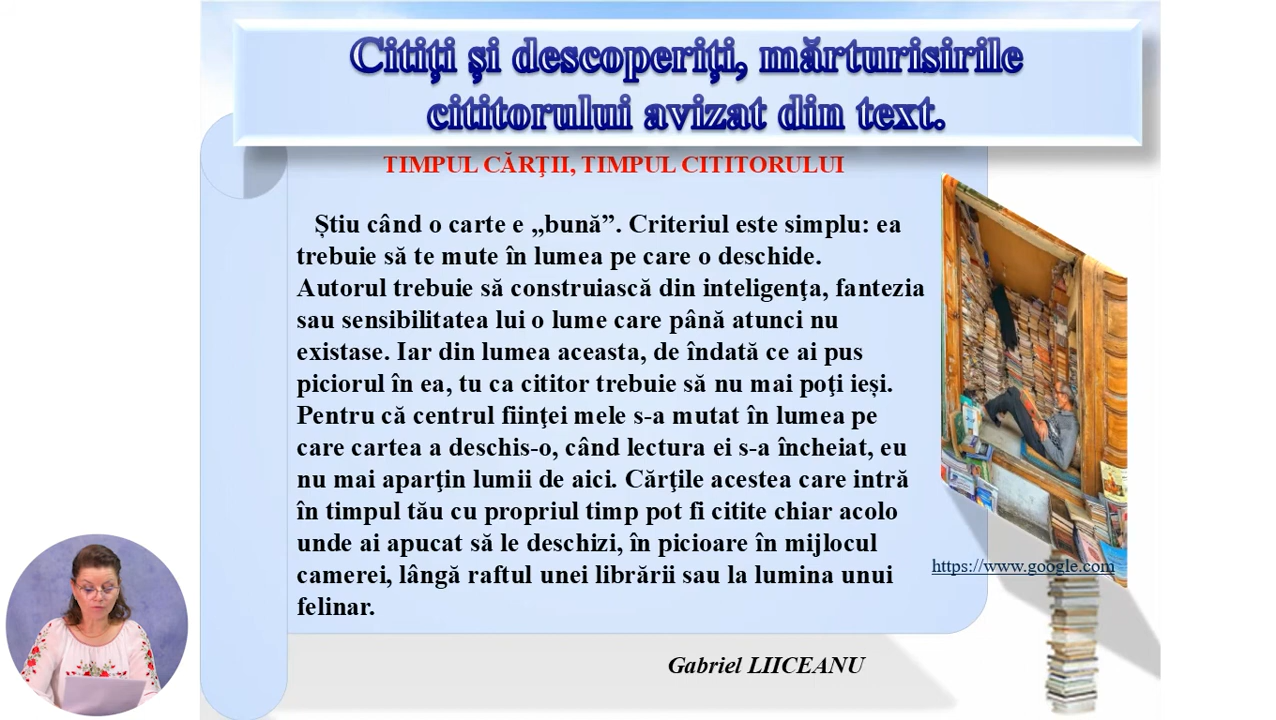 Citiți și descoperiți, mărturisirile
cititorului avizat din text.
TIMPUL CĂRŢII, TIMPUL CITITORULUI
Știu când o carte e „bună”. Criteriul este simplu: ea
trebuie să te mute în lumea pe care o deschide.
Autorul trebuie să construiască din inteligenţa, fantezia
sau sensibilitatea lui o lume care până atunci nu
existase. Iar din lumea aceasta, de îndată ce ai pus
piciorul în ea, tu ca cititor trebuie să nu mai poţi ieși.
Pentru că centrul fiinţei mele s-a mutat în lumea pe
care cartea a deschis-o, când lectura ei s-a încheiat, eu
nu mai aparţin lumii de aici. Cărţile acestea care intră
în timpul tău cu propriul timp pot fi citite chiar acolo
unde ai apucat să le deschizi, în picioare în mijlocul
camerei, lângă raftul unei librării sau la lumina unui
felinar.
https://www.google.com
Gabriel LIICEANU